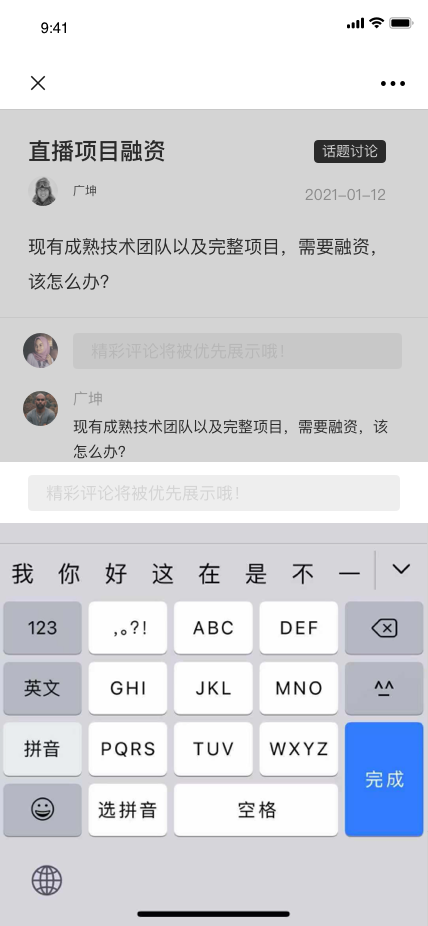 9:41
直播项目融资
话题讨论
广坤
2021-01-12
现有成熟技术团队以及完整项目，需要融资，
该怎么办?
精彩评论将被优先展示哦!
广坤
现有成熟技术团队以及完整项目，需要融资，该
怎么办?
精彩评论将被优先展示哦!
我 你 好 这 在 是 不 一
123 ,。?! ABC DEF
英文 GHI JKL MNO ^^
拼音 PQRS TUV WXYZ
完成
选拼音 空格